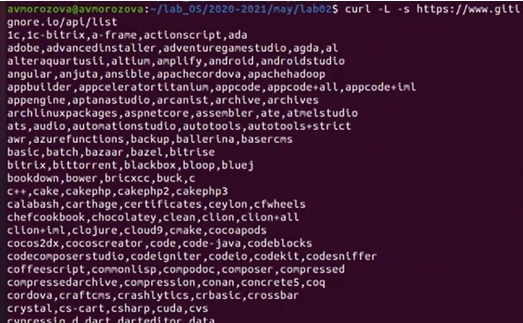 avmorozova@avmorozova:~/lab_OS/2020-2021/may/lab02$ curl -L -s https://www.giti
gnore.io/api/list
1c,1c-bitrix,a-frame,actionscript,ada
adobe,advancedinstaller,adventuregamestudio,agda,al
alteraquartusii,altium,amplify,android,androidstudio
angular,anjuta,ansible,apachecordova,apachehadoop
appbuilder,appceleratortitanium,appcode,appcode+all,appcode+iml
appengine,aptanastudio,arcanist,archive,archives
archlinuxpackages,aspnetcore,assembler,ate,atmelstudio
ats,audio,automationstudio,autotools,autotools+strict
awr,azurefunctions,backup,ballerina,basercms
basic,batch,bazaar,bazel,bitrise
bitrix,bittorrent,blackbox,bloop,bluej
bookdown,bower,bricxcc,buck,c
c++,cake,cakephp,cakephp2,cakephp3
calabash,carthage,certificates,ceylon,cfwheels
chefcookbook,chocolatey,clean,clion,clion+all
clion+iml,clojure,cloud9,cmake,cocoapods
cocos2dx,cocoscreator,code,code-java,codeblocks
codecomposerstudio,codeigniter,codeio,codekit,codesniffer
coffeescript,commonlisp,compodoc,composer,compressed
compressedarchive,compression,conan,concrete5,coq
cordova,craftcms,crashlytics,crbasic,crossbar
crystal,cs-cart,csharp,cuda,cvs
cypressio,d,dart,darteditor,data